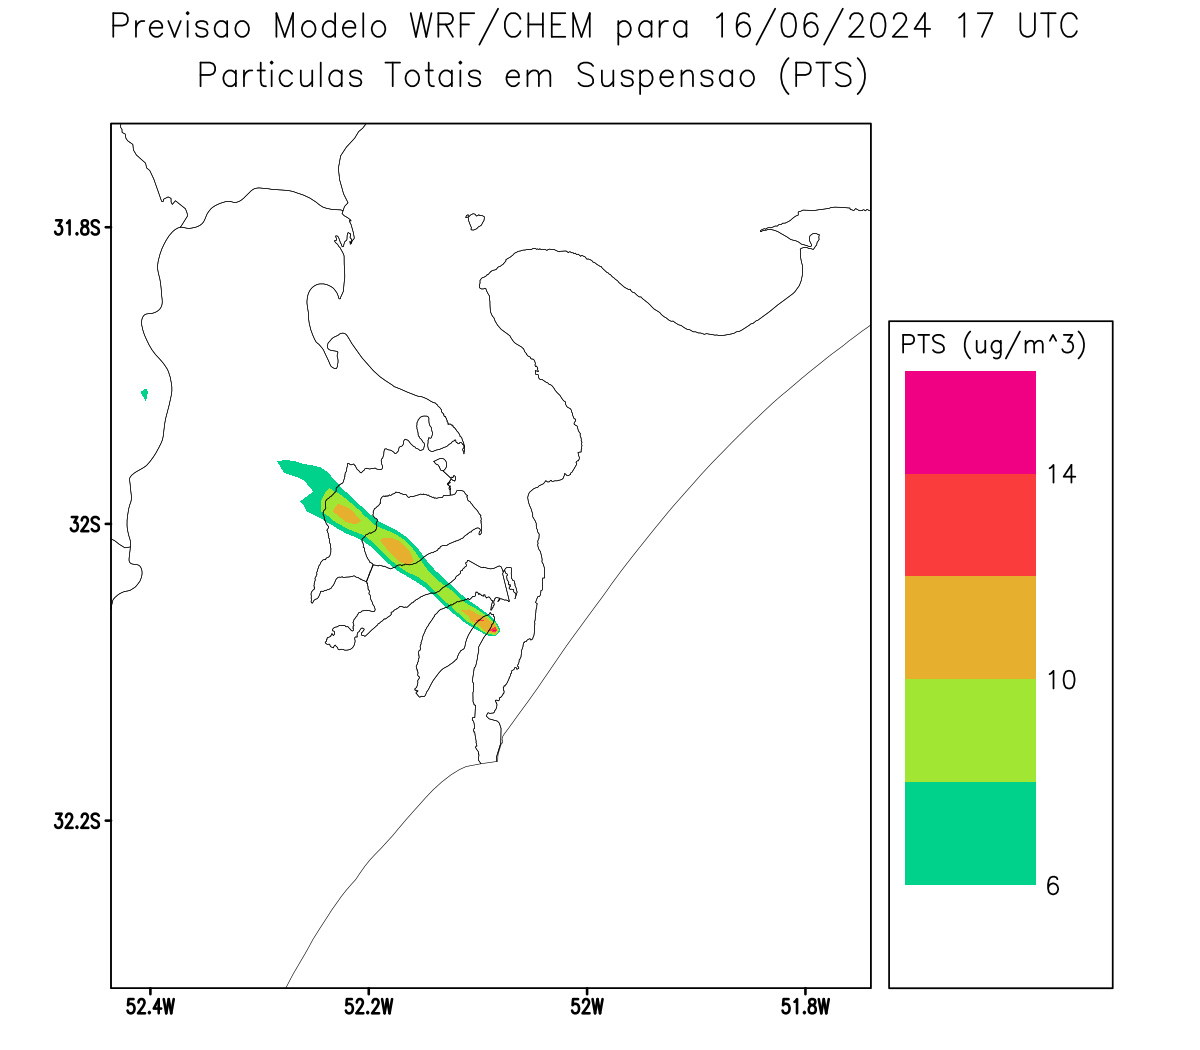 Previsao Modelo WRF/CHEM para 16/06/2024 17 UTC
Particulas Totais em Suspensao (PTS)
31.8S
32S
32.2S
52.4W
52.2W
52W
51.8W
PTS (ug/m^3)
14
10
6